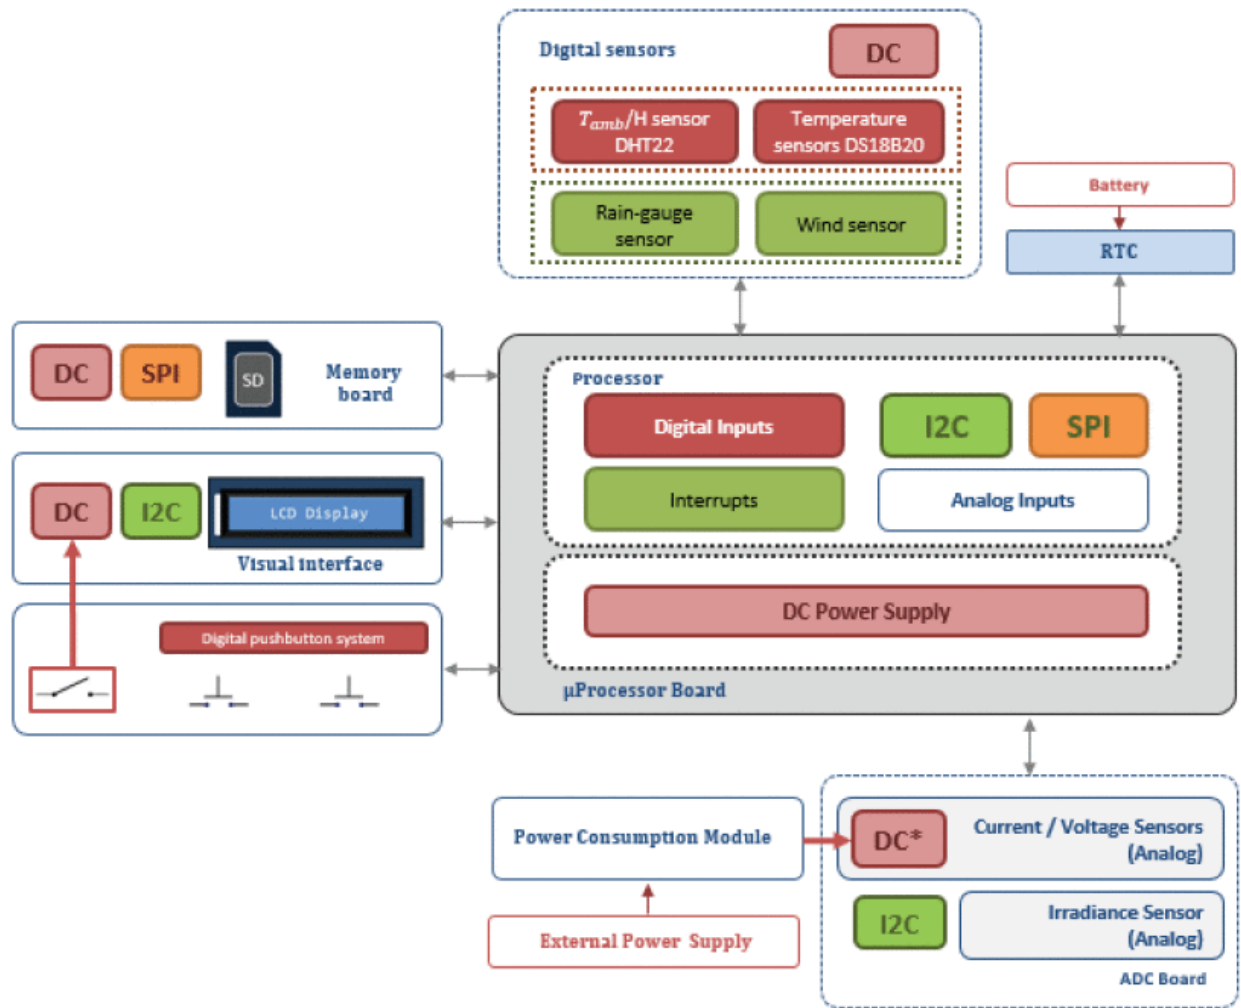 Digital sensors
DC
T_amb/H sensor
DHT22
Temperature
sensors DS18B20
Rain-gauge
sensor
Wind sensor
Battery
RTC
DC
SPI
SD
Memory
board
Processor
Digital Inputs
I2C
SPI
Interrupts
Analog Inputs
DC
I2C
LCD Display
Visual interface
DC Power Supply
Digital pushbutton system
µProcessor Board
Power Consumption Module
DC*
Current / Voltage Sensors
(Analog)
External Power Supply
I2C
Irradiance Sensor
(Analog)
ADC Board